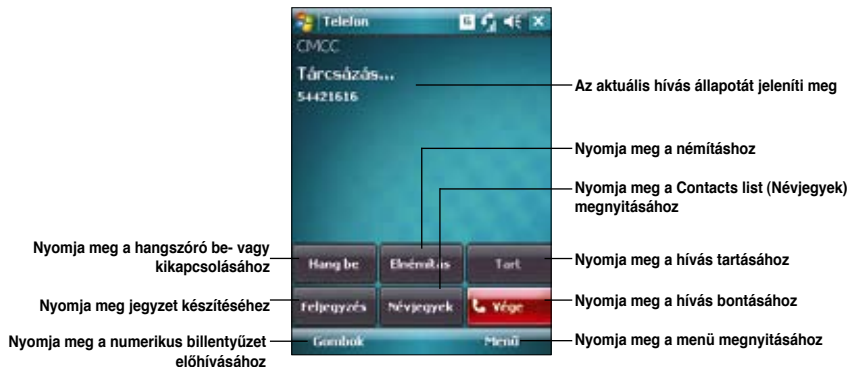 Telefon
G
CMCC
Tárcsázás...
54421616
Az aktuális hívás állapotát jeleníti meg
Nyomja meg a némításhoz
Nyomja meg a Contacts list (Névjegyek)
megnyitásához
Nyomja meg a hangszóró be- vagy
kikapcsolásához
Hang be
Elnémítás
Tart
Nyomja meg a hívás tartásához
Nyomja meg jegyzet készítéséhez
Feljegyzés
Névjegyek
Vége
Nyomja meg a hívás bontásához
Nyomja meg a numerikus billentyűzet
előhívásához
Gombok
Menü
Nyomja meg a menü megnyitásához